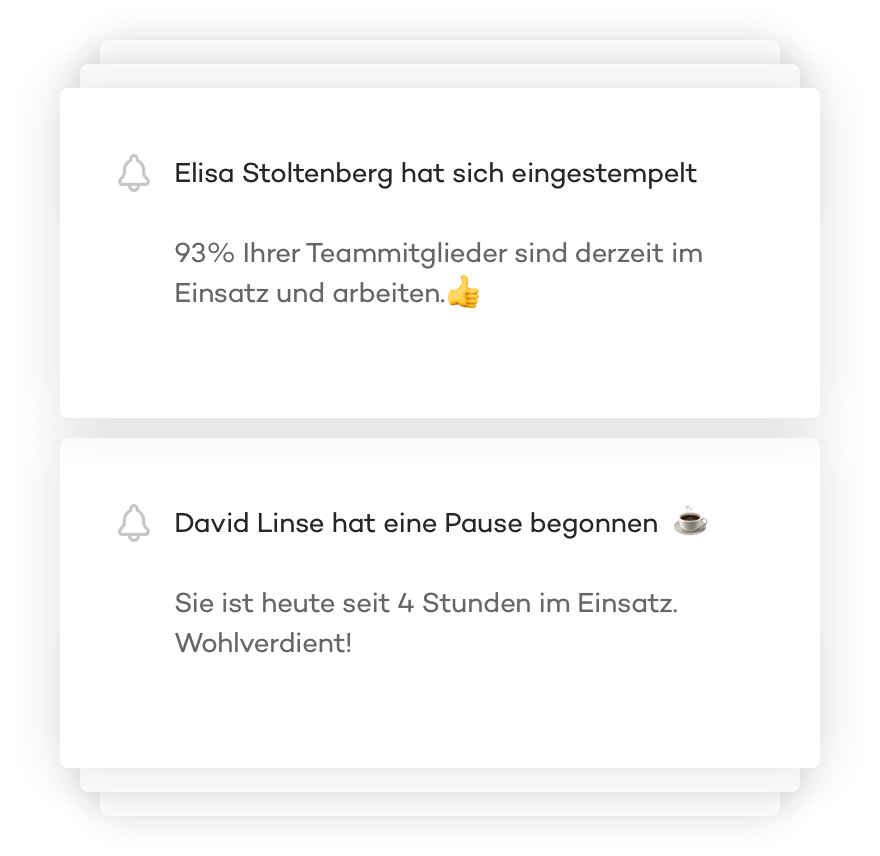 Elisa Stoltenberg hat sich eingestempelt
93% Ihrer Teammitglieder sind derzeit im
Einsatz und arbeiten.👍
David Linse hat eine Pause begonnen ☕
Sie ist heute seit 4 Stunden im Einsatz.
Wohlverdient!